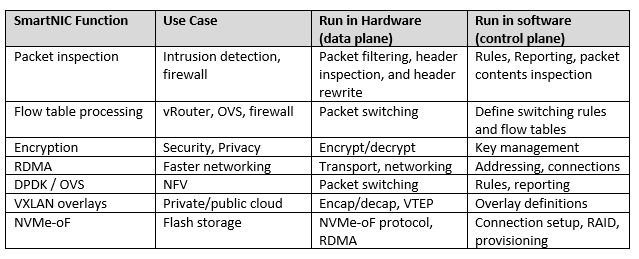 SmartNIC Function Use Case Run in Hardware (data plane) Run in software (control plane)
Packet inspection Intrusion detection, firewall Packet filtering, header inspection, and header rewrite Rules, Reporting, packet contents inspection
Flow table processing vRouter, OVS, firewall Packet switching Define switching rules and flow tables
Encryption Security, Privacy Encrypt/decrypt Key management
RDMA Faster networking Transport, networking Addressing, connections
DPDK / OVS NFV Packet switching Rules, reporting
VXLAN overlays Private/public cloud Encap/decap, VTEP Overlay definitions
NVMe-oF Flash storage NVMe-oF protocol, RDMA Connection setup, RAID, provisioning